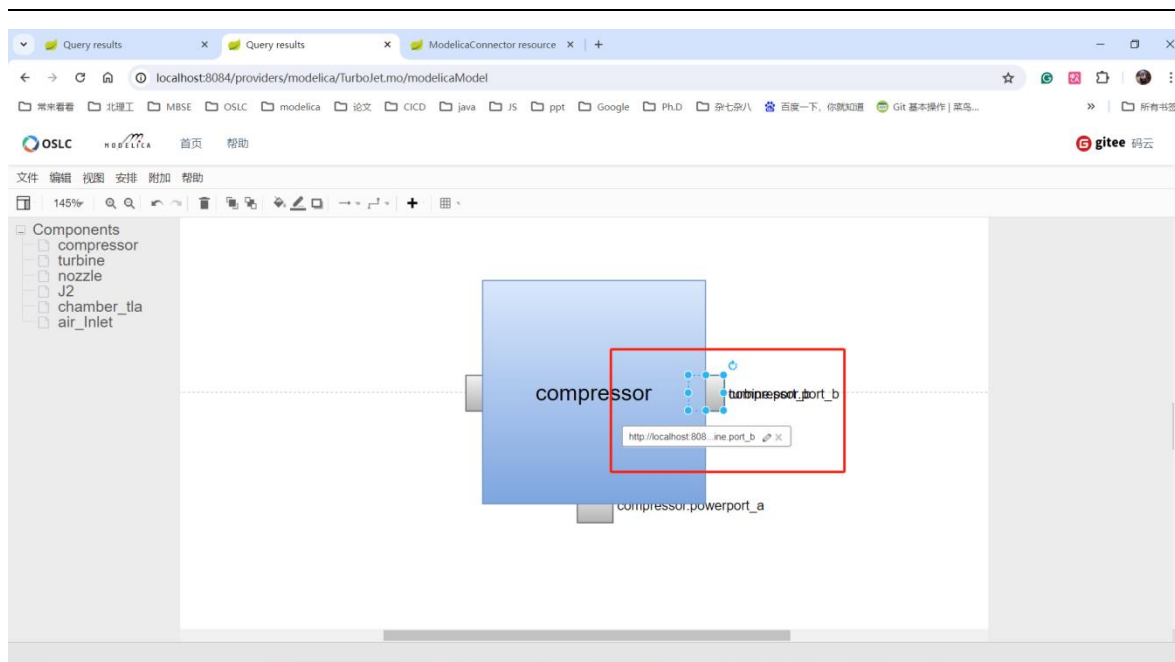 Query results
Query results
ModelicaConnector resource
localhost:8084/providers/modelica/TurboJet.mo/modelicaModel
常来看看 北理工 MBSE OSLC modelica 论文 CICD java JS ppt Google Ph.D 杂七杂八 百度一下,你就知道 Git 基本操作 | 菜鸟... » 所有书签
OSLC MODELICA 首页 帮助 gitee 码云
文件 编辑 视图 安排 附加 帮助
145%
Components
compressor
turbine
nozzle
J2
chamber_tla
air_Inlet
compressor
http://localhost:808...ine.port_b
compressor.powerport_a